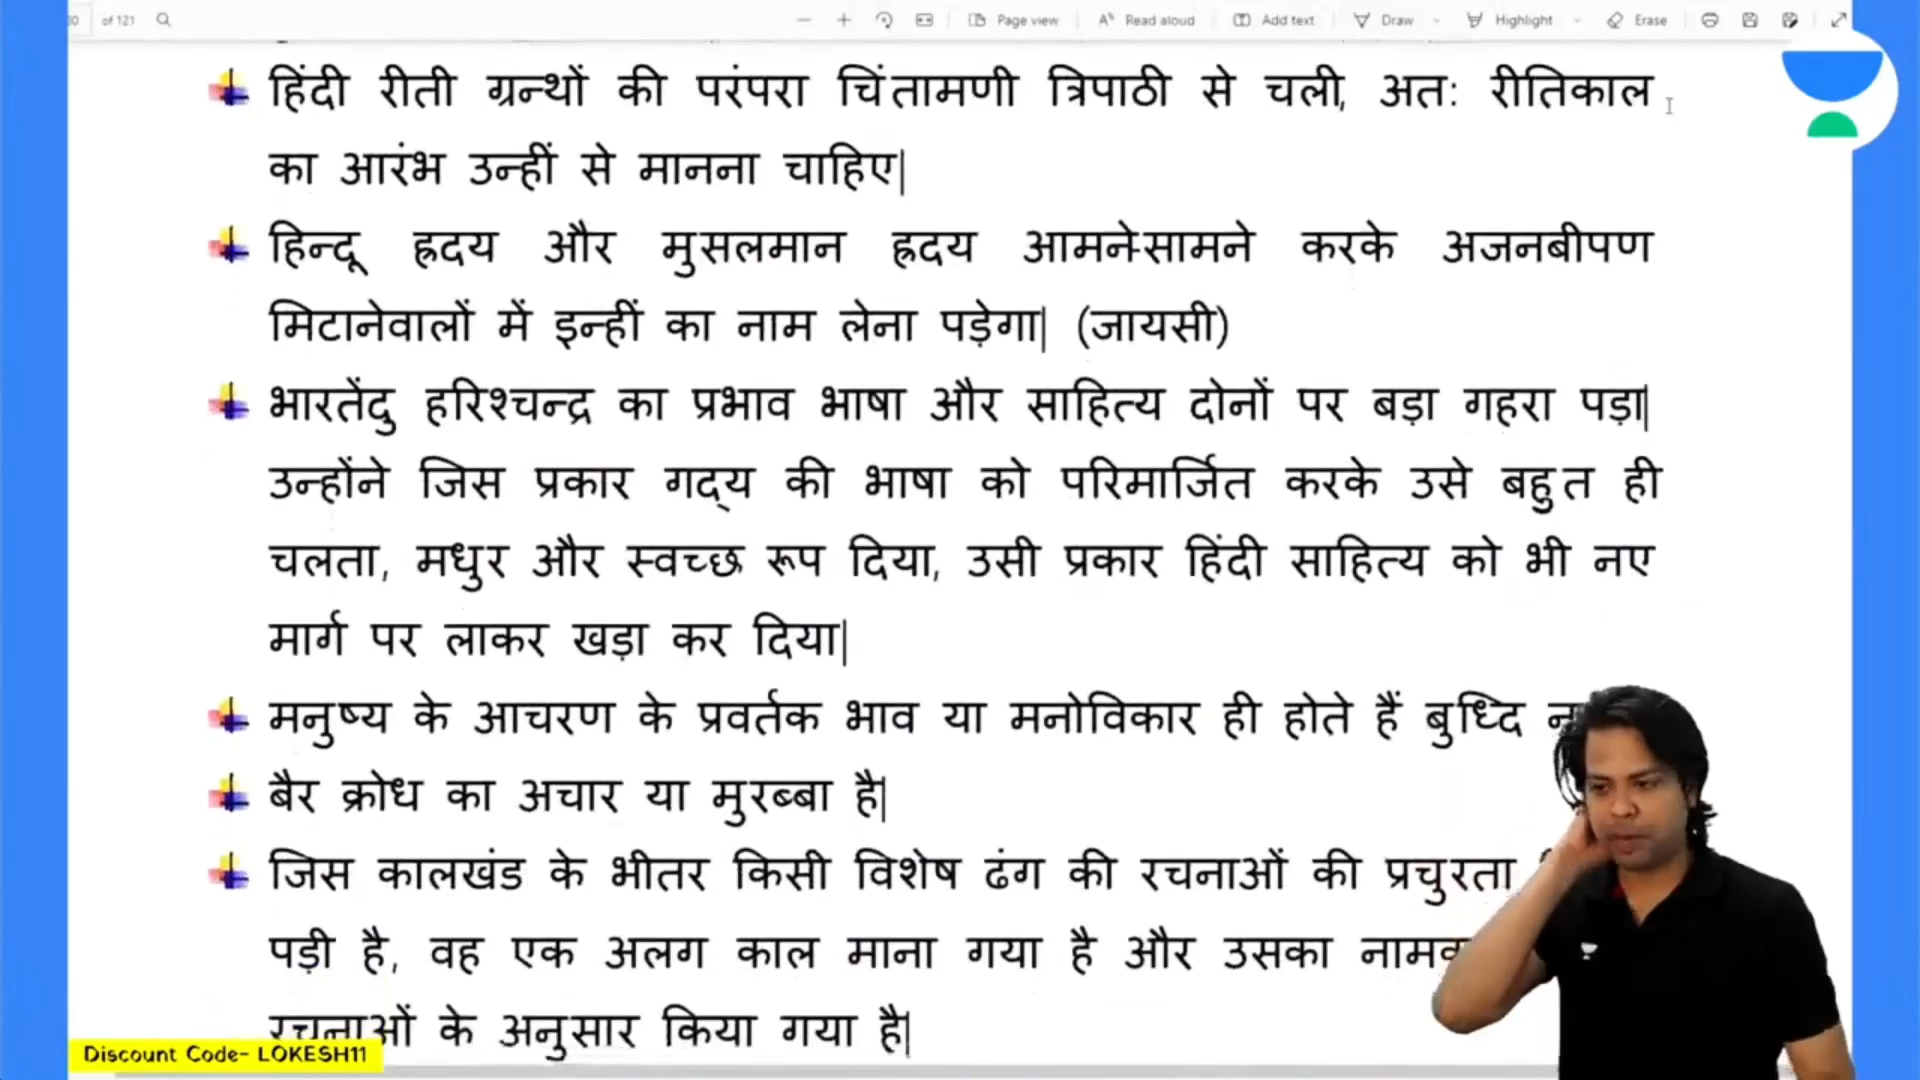 of 121 Page view Read aloud Add text Draw Highlight Erase
हिंदी रीती ग्रन्थों की परंपरा चिंतामणी त्रिपाठी से चली, अत: रीतिकाल
का आरंभ उन्हीं से मानना चाहिए|
हिन्दू ह्रदय और मुसलमान ह्रदय आमने-सामने करके अजनबीपण
मिटानेवालों में इन्हीं का नाम लेना पड़ेगा| (जायसी)
भारतेंदु हरिश्चन्द्र का प्रभाव भाषा और साहित्य दोनों पर बड़ा गहरा पड़ा|
उन्होंने जिस प्रकार गद्य की भाषा को परिमार्जित करके उसे बहुत ही
चलता, मधुर और स्वच्छ रूप दिया, उसी प्रकार हिंदी साहित्य को भी नए
मार्ग पर लाकर खड़ा कर दिया|
मनुष्य के आचरण के प्रवर्तक भाव या मनोविकार ही होते हैं बुध्दि
बैर क्रोध का अचार या मुरब्बा है|
जिस कालखंड के भीतर किसी विशेष ढंग की रचनाओं की प्रचुरता
पड़ी है, वह एक अलग काल माना गया है और उसका
रचनाओं के अनुसार किया गया है|
Discount Code- LOKESH11